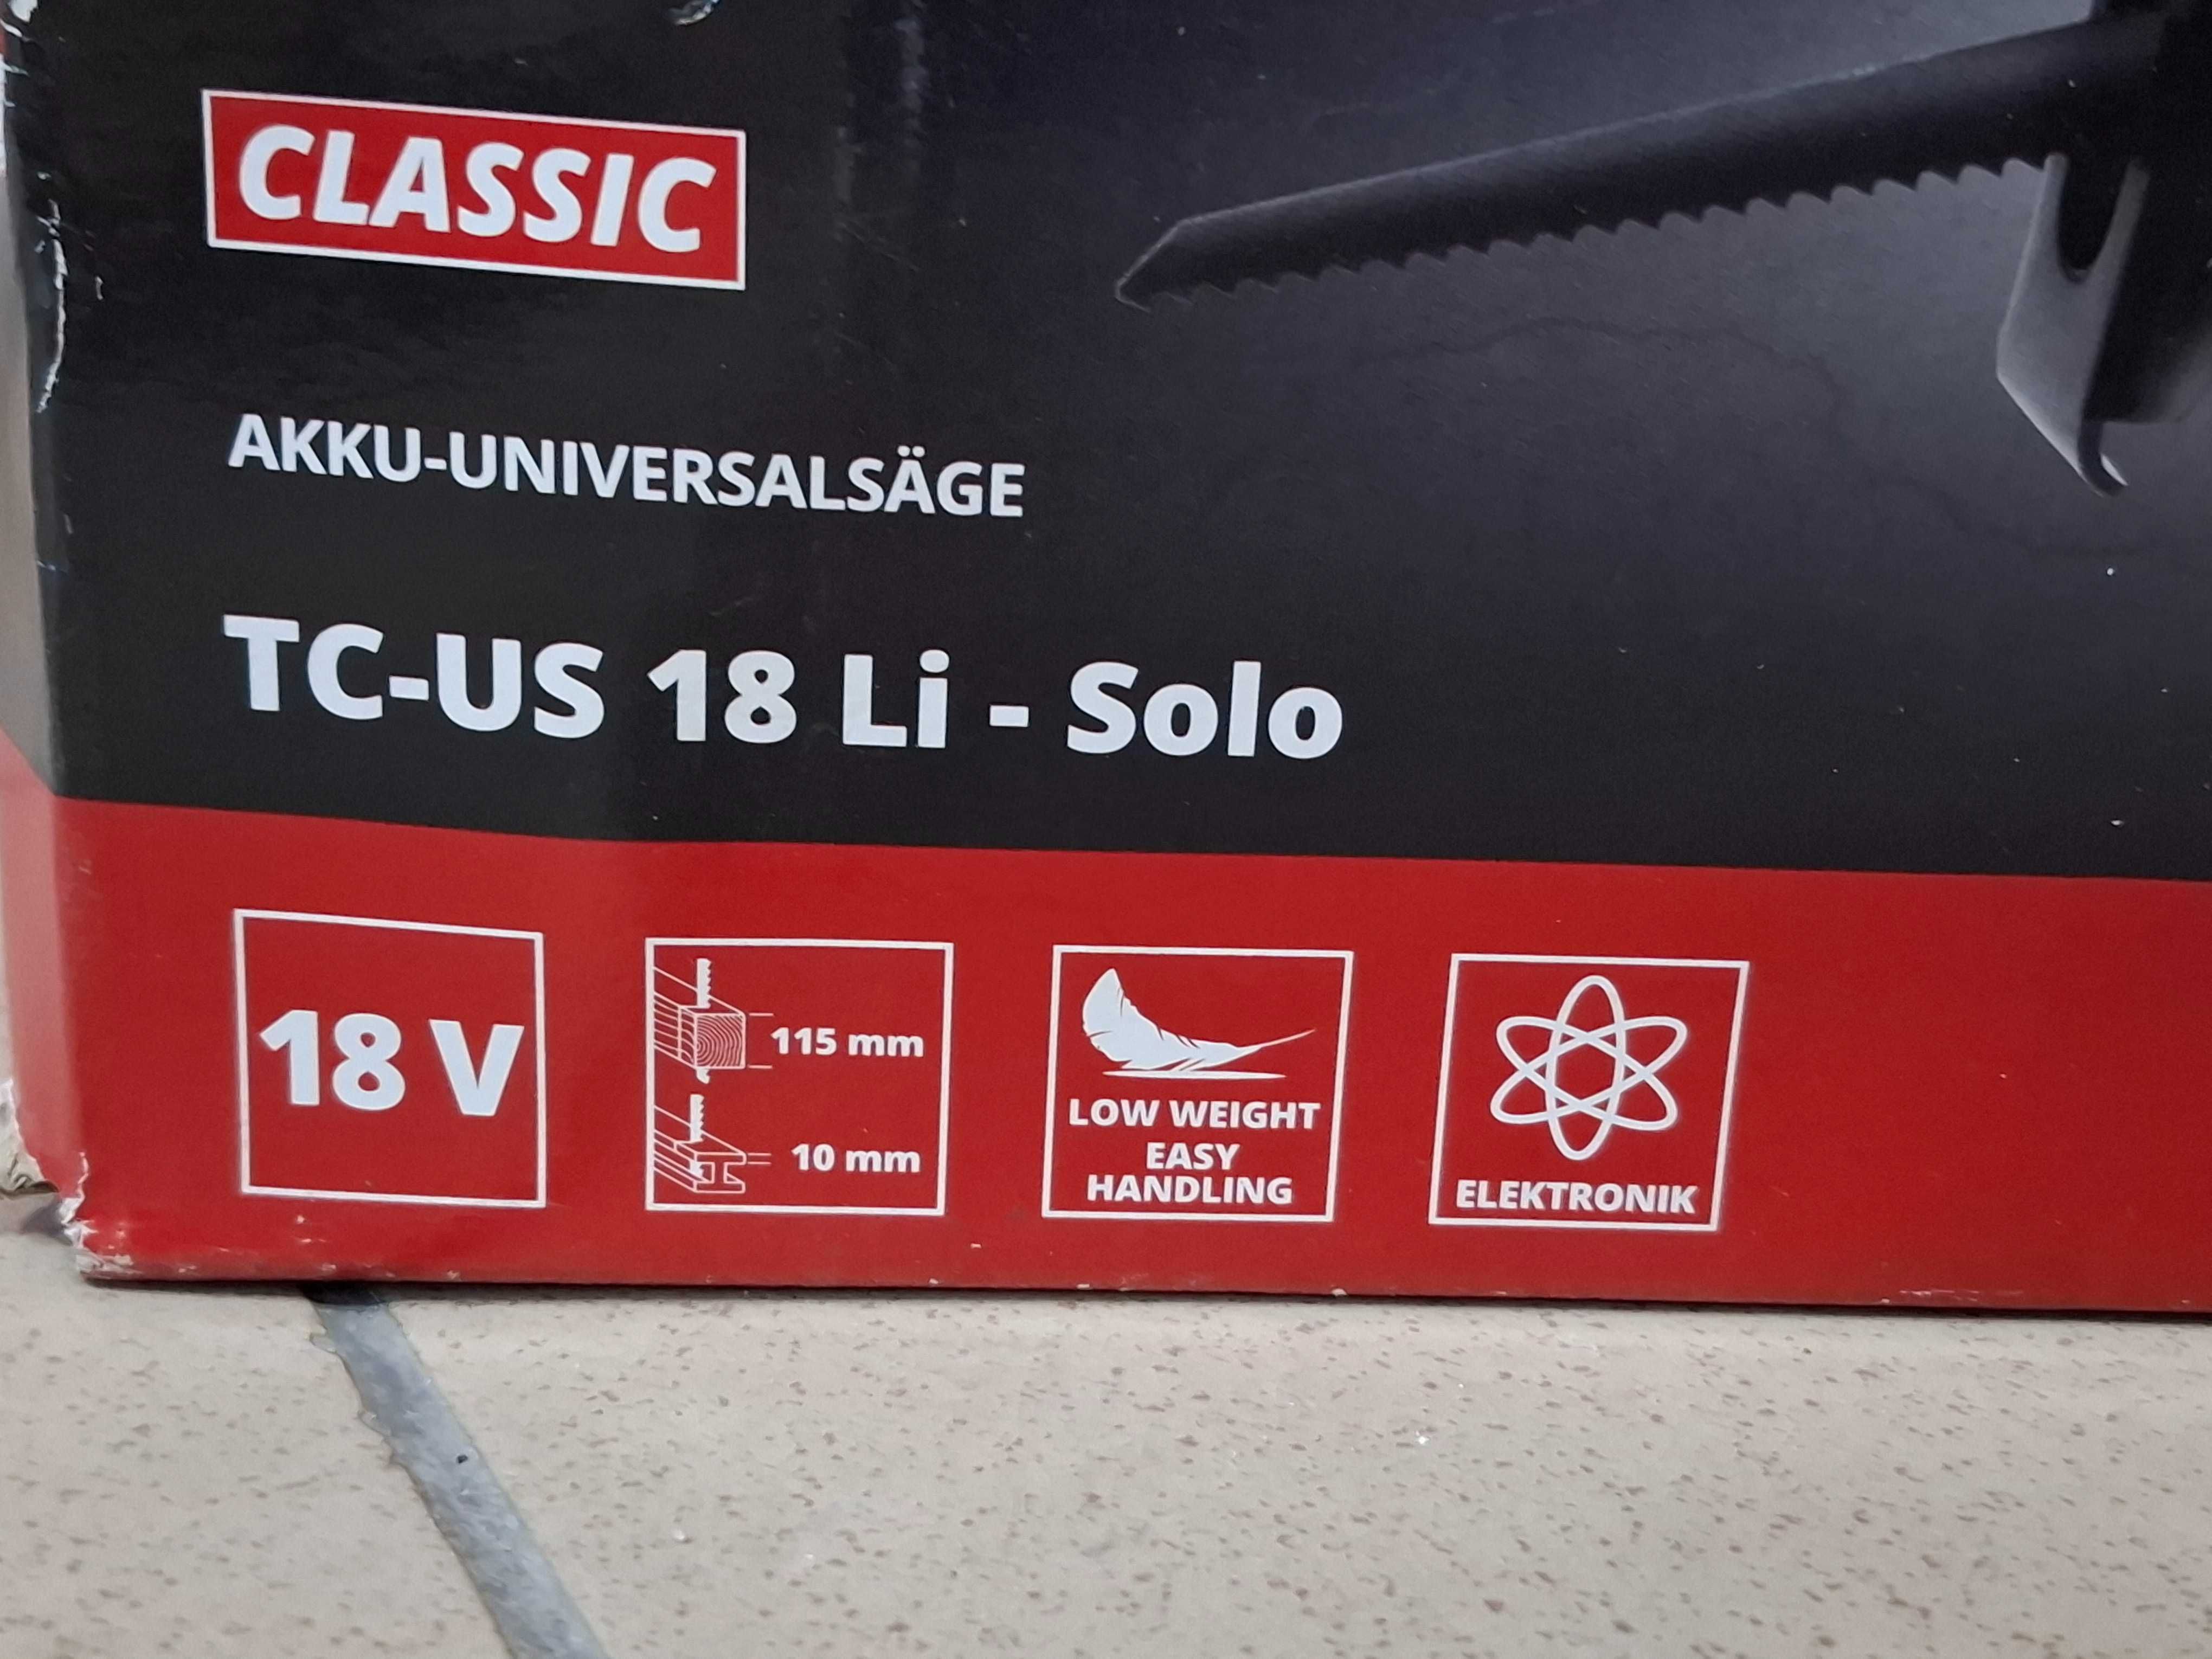 CLASSIC
AKKU-UNIVERSALSÄGE
TC-US 18 Li - Solo
18 V
115 mm
10 mm
LOW WEIGHT
EASY
HANDLING
ELEKTRONIK